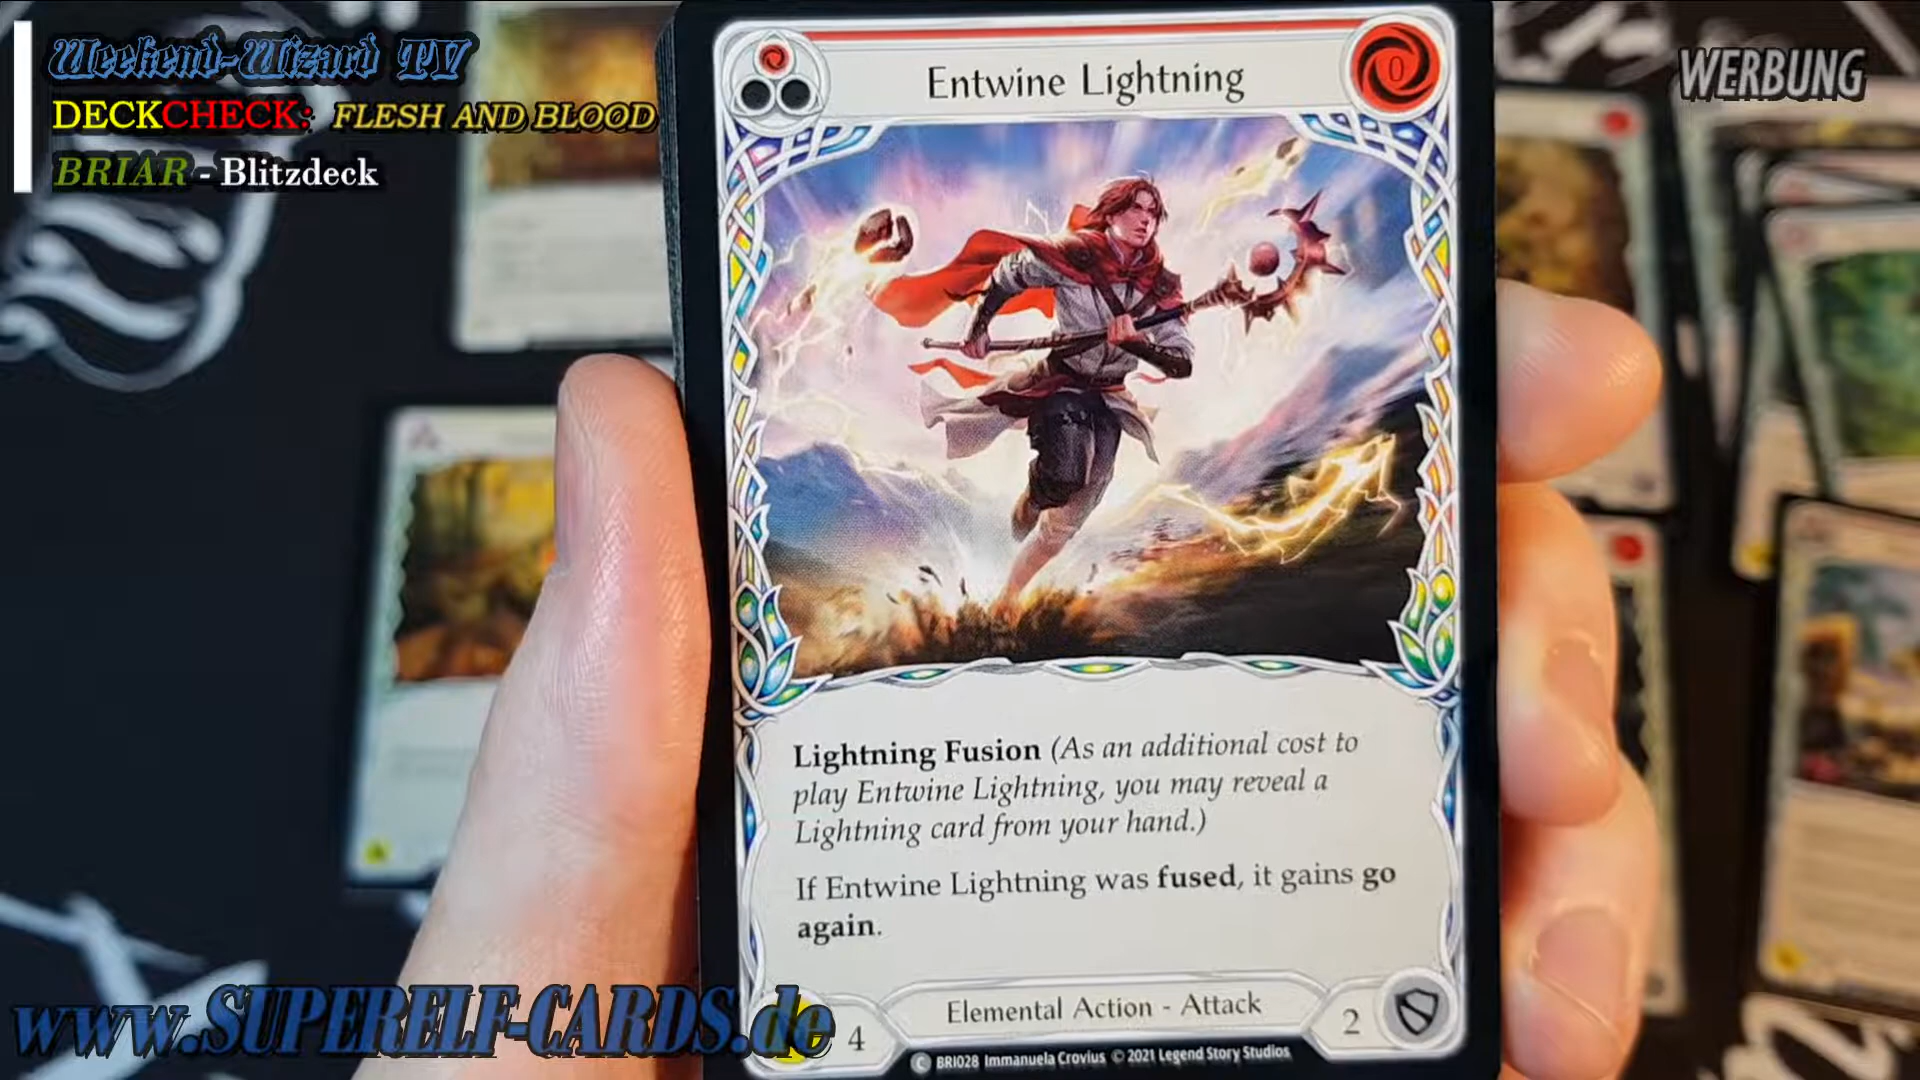 Weekend-Wizard TV
DECKCHECK: FLESH AND BLOOD
BRIAR - Blitzdeck
WERBUNG
Entwine Lightning
0
Lightning Fusion (As an additional cost to
play Entwine Lightning, you may reveal a
Lightning card from your hand.)
If Entwine Lightning was fused, it gains go
again.
4
Elemental Action - Attack
2
C BRI028 Immanuela Crovius © 2021 Legend Story Studios
www.SUPERELF-CARDS.de